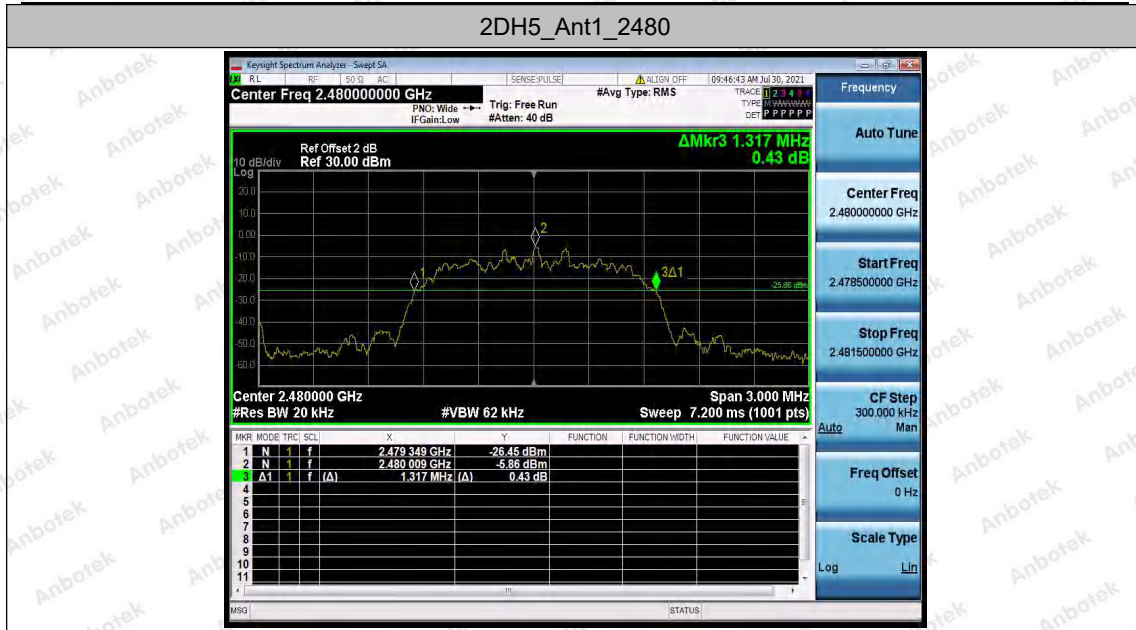 2DH5_Ant1_2480
Keysight Spectrum Analyzer - Swept SA
RL RF 50 Ω AC SENSE:PULSE ALIGN OFF 09:46:43 AM Jul 30, 2021
Center Freq 2.480000000 GHz #Avg Type: RMS TRACE 1 2 3 4 5 6
PNO: Wide Trig: Free Run TYPE M
IFGain:Low #Atten: 40 dB DET P P P P P P
Ref Offset 2 dB ΔMkr3 1.317 MHz
10 dB/div Ref 30.00 dBm 0.43 dB
Log
20.0
10.0
0.00
-10.0
-20.0
-30.0
-40.0
-50.0
-60.0
1
2
3Δ1
-25.86 dBm
Center 2.480000 GHz Span 3.000 MHz
#Res BW 20 kHz #VBW 62 kHz Sweep 7.200 ms (1001 pts)
MKR MODE TRC SCL X Y FUNCTION FUNCTION WIDTH FUNCTION VALUE
1 N 1 f 2.479 349 GHz -26.45 dBm
2 N 1 f 2.480 009 GHz -5.86 dBm
3 Δ1 1 f (Δ) 1.317 MHz (Δ) 0.43 dB
4
5
6
7
8
9
10
11
MSG STATUS
Frequency
Auto Tune
Center Freq
2.480000000 GHz
Start Freq
2.478500000 GHz
Stop Freq
2.481500000 GHz
CF Step
300.000 kHz
Auto Man
Freq Offset
0 Hz
Scale Type
Log Lin
Anbotek